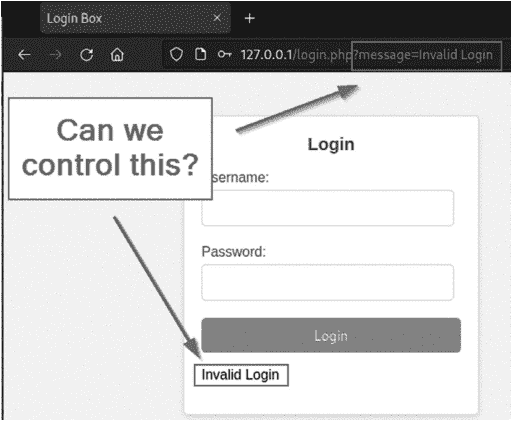 Login Box
127.0.0.1/login.php?message=Invalid Login
Can we
control this?
Login
sername:
Password:
Login
Invalid Login